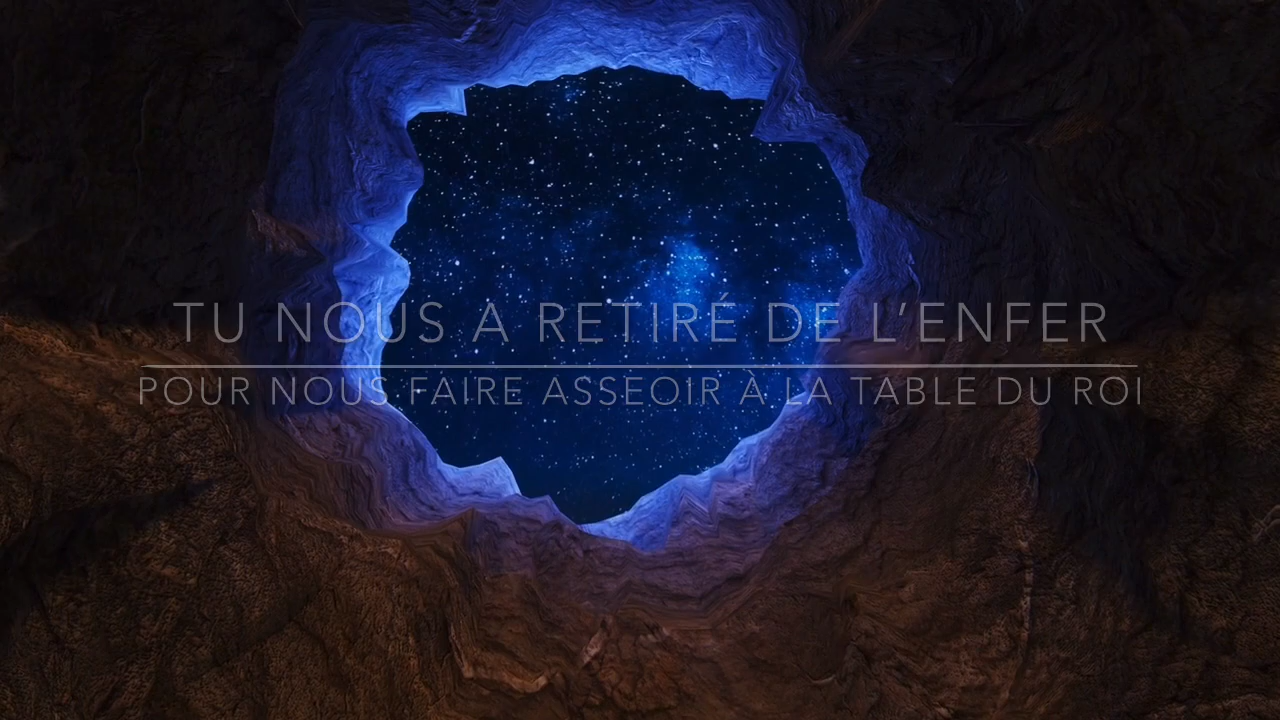 TU NOUS A RETIRÉ DE L’ENFER
POUR NOUS FAIRE ASSEOIR À LA TABLE DU ROI